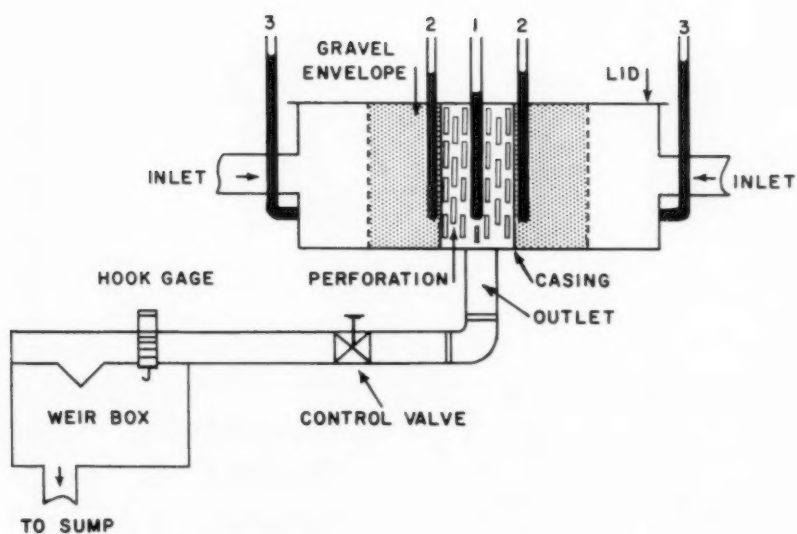 3
2
1
2
3
GRAVEL
ENVELOPE
LID
INLET
INLET
HOOK GAGE
PERFORATION
CASING
OUTLET
WEIR BOX
CONTROL VALVE
TO SUMP